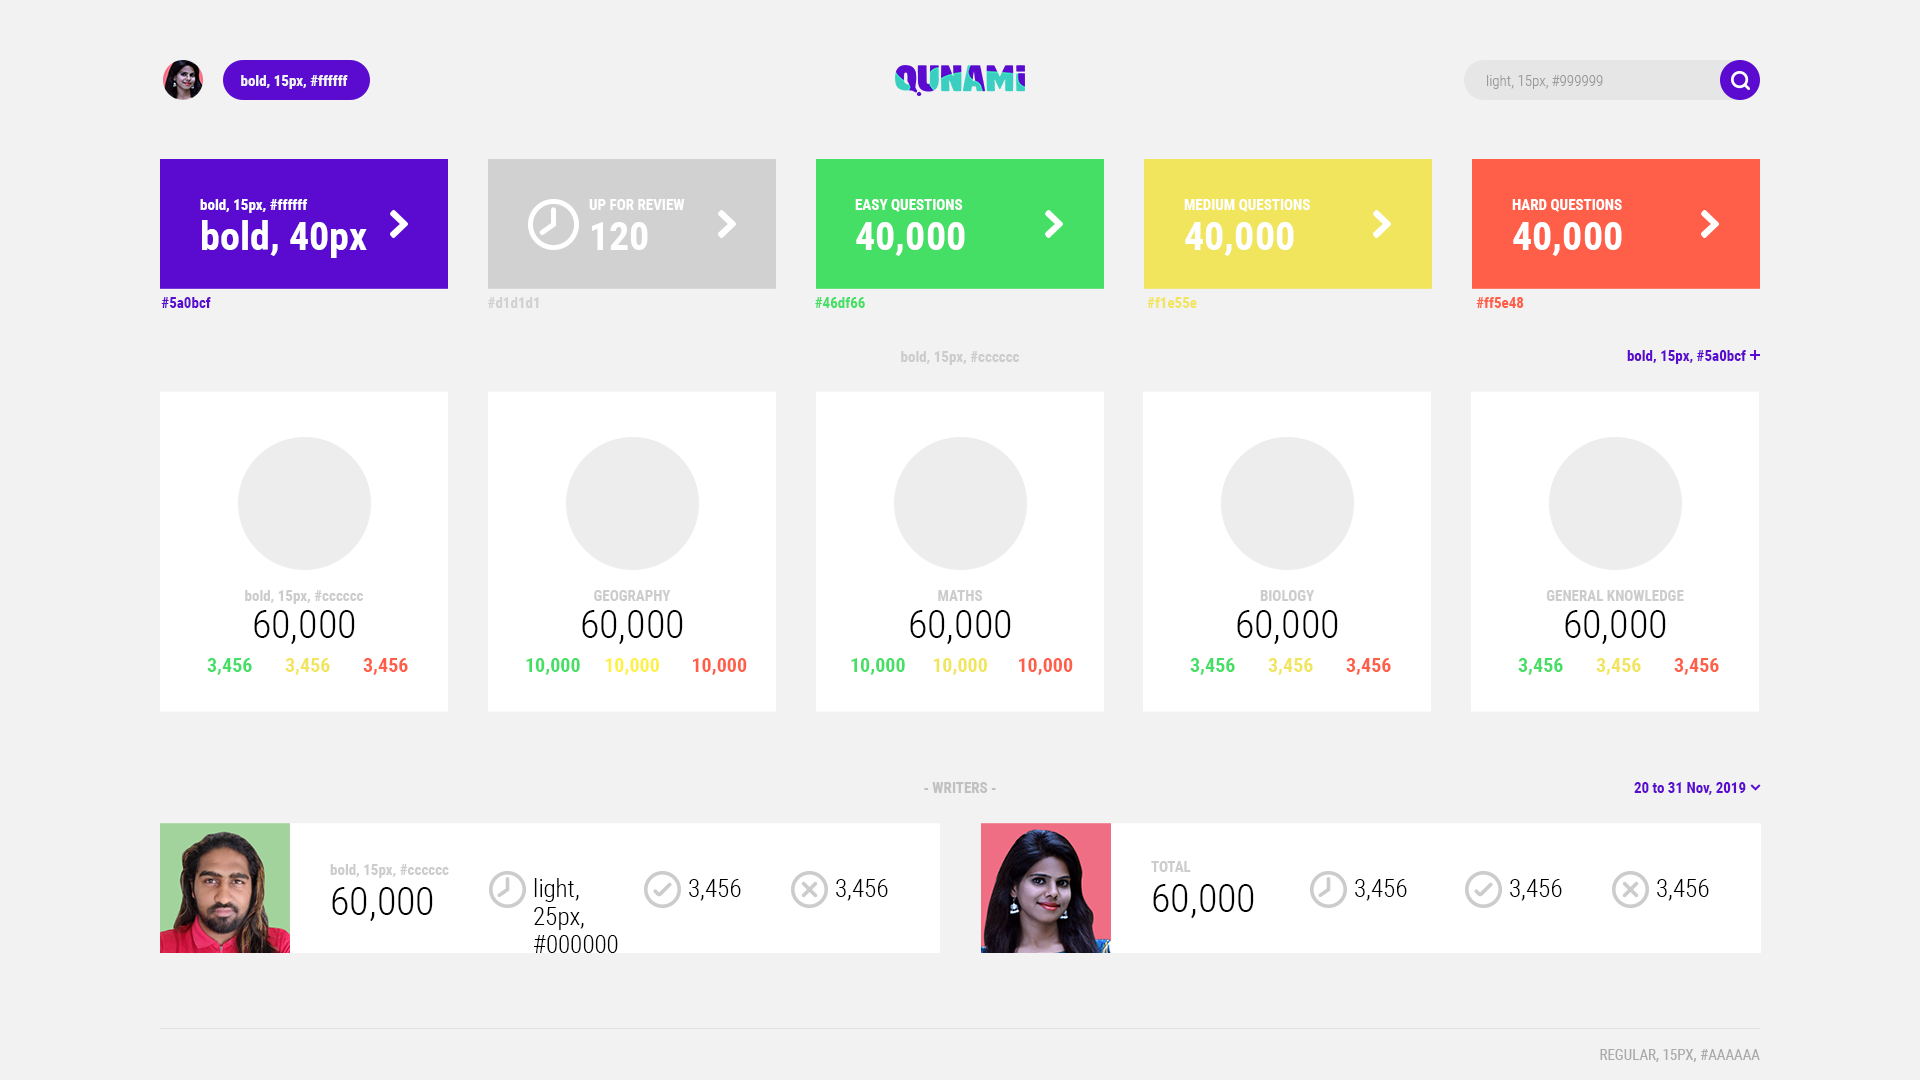 bold, 15px, #ffffff
QUNAMi
light, 15px, #999999
bold, 15px, #ffffff
bold, 40px
UP FOR REVIEW
120
EASY QUESTIONS
40,000
MEDIUM QUESTIONS
40,000
HARD QUESTIONS
40,000
#5a0bcf
#d1d1d1
#46df66
#f1e55e
#ff5e48
bold, 15px, #cccccc
bold, 15px, #5a0bcf +
bold, 15px, #cccccc
60,000
3,456 3,456 3,456
GEOGRAPHY
60,000
10,000 10,000 10,000
MATHS
60,000
10,000 10,000 10,000
BIOLOGY
60,000
3,456 3,456 3,456
GENERAL KNOWLEDGE
60,000
3,456 3,456 3,456
- WRITERS -
20 to 31 Nov, 2019
bold, 15px, #cccccc
60,000
light,
25px,
#000000
3,456
3,456
TOTAL
60,000
3,456
3,456
3,456
REGULAR, 15PX, #AAAAAA